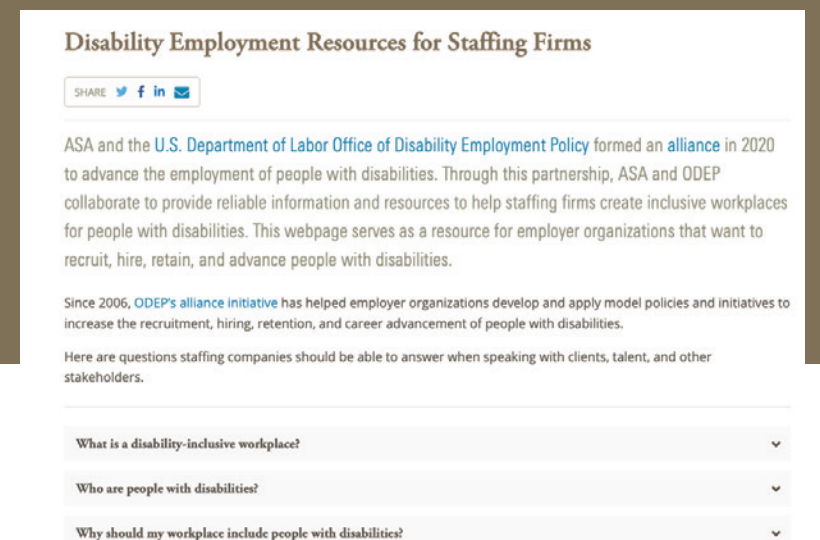 Disability Employment Resources for Staffing Firms
SHARE
ASA and the U.S. Department of Labor Office of Disability Employment Policy formed an alliance in 2020
to advance the employment of people with disabilities. Through this partnership, ASA and ODEP
collaborate to provide reliable information and resources to help staffing firms create inclusive workplaces
for people with disabilities. This webpage serves as a resource for employer organizations that want to
recruit, hire, retain, and advance people with disabilities.
Since 2006, ODEP's alliance initiative has helped employer organizations develop and apply model policies and initiatives to
increase the recruitment, hiring, retention, and career advancement of people with disabilities.
Here are questions staffing companies should be able to answer when speaking with clients, talent, and other
stakeholders.
What is a disability-inclusive workplace?
Who are people with disabilities?
Why should my workplace include people with disabilities?